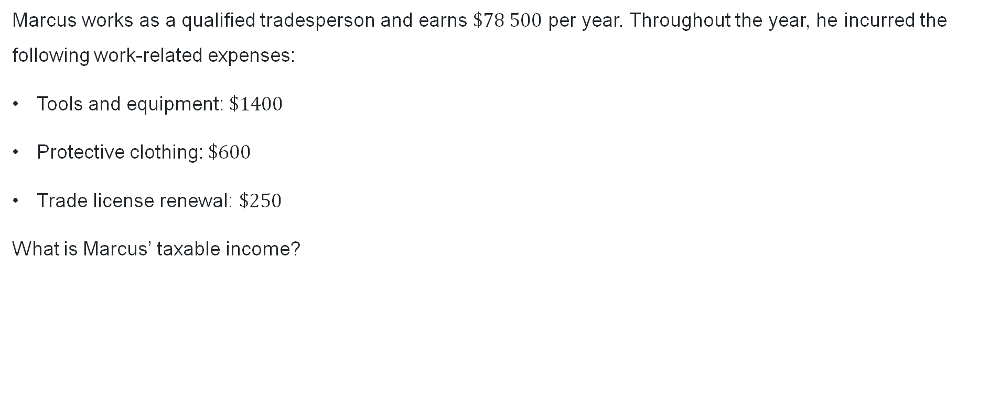 Marcus works as a qualified tradesperson and earns $78 500 per year. Throughout the year, he incurred the
following work-related expenses:
• Tools and equipment: $1400
• Protective clothing: $600
• Trade license renewal: $250
What is Marcus’ taxable income?